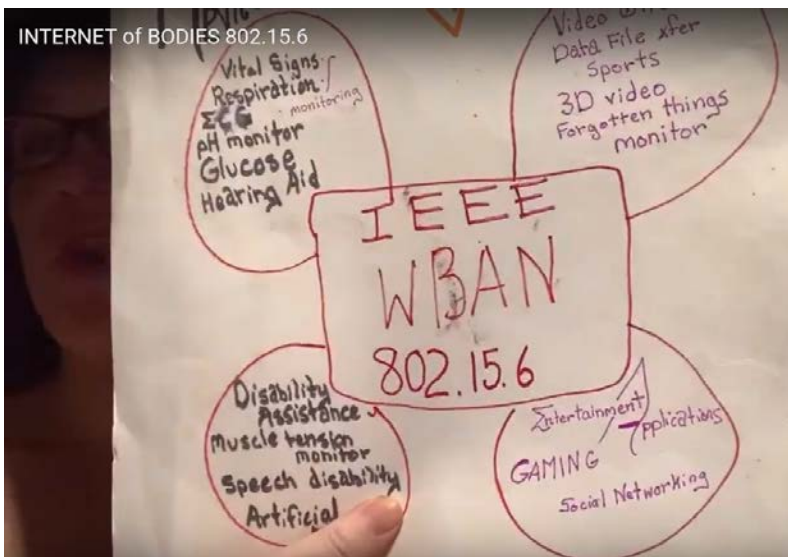 INTERNET of BODIES 802.15.6
Vital Signs
Respiration
monitoring
ECG
pH monitor
Glucose
Hearing Aid
Video
Data File xfer
Sports
3D video
Forgotten things
monitor
IEEE
WBAN
802.15.6
Disability
Assistance
Muscle tension
monitor
Speech disability
Artificial
Entertainment
Applications
GAMING
Social Networking